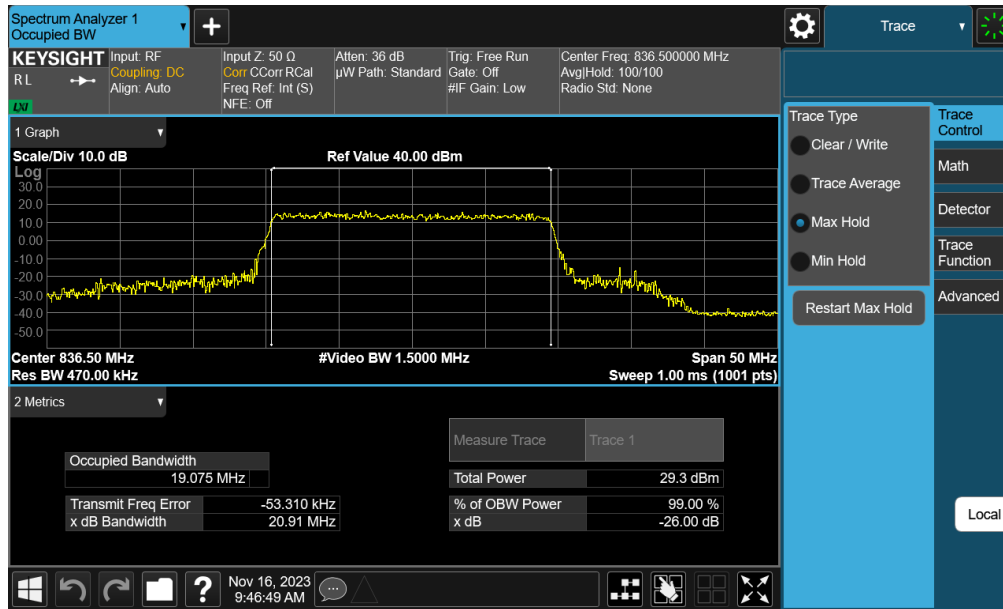 Spectrum Analyzer 1
Occupied BW
+
Trace
KEYSIGHT
R L
LXI
Input: RF
Coupling: DC
Align: Auto
Input Z: 50 Ω
Corr CCorr RCal
Freq Ref: Int (S)
NFE: Off
Atten: 36 dB
µW Path: Standard
Trig: Free Run
Gate: Off
#IF Gain: Low
Center Freq: 836.500000 MHz
Avg|Hold: 100/100
Radio Std: None
1 Graph
Scale/Div 10.0 dB
Ref Value 40.00 dBm
Log
30.0
20.0
10.0
0.00
-10.0
-20.0
-30.0
-40.0
-50.0
Center 836.50 MHz
#Video BW 1.5000 MHz
Span 50 MHz
Res BW 470.00 kHz
Sweep 1.00 ms (1001 pts)
2 Metrics
Measure Trace
Trace 1
Occupied Bandwidth
19.075 MHz
Total Power
29.3 dBm
Transmit Freq Error
-53.310 kHz
% of OBW Power
99.00 %
x dB Bandwidth
20.91 MHz
x dB
-26.00 dB
Trace Type
Clear / Write
Trace Average
Max Hold
Min Hold
Restart Max Hold
Trace
Control
Math
Detector
Trace
Function
Advanced
Local
?
Nov 16, 2023
9:46:49 AM